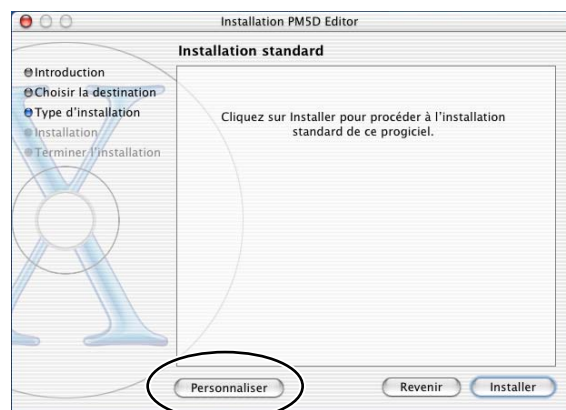 Installation PM5D Editor
Installation standard
Introduction
Choisir la destination
Type d'installation
Installation
Terminer l'installation
Cliquez sur Installer pour procéder à l'installation
standard de ce progiciel.
Personnaliser
Revenir
Installer